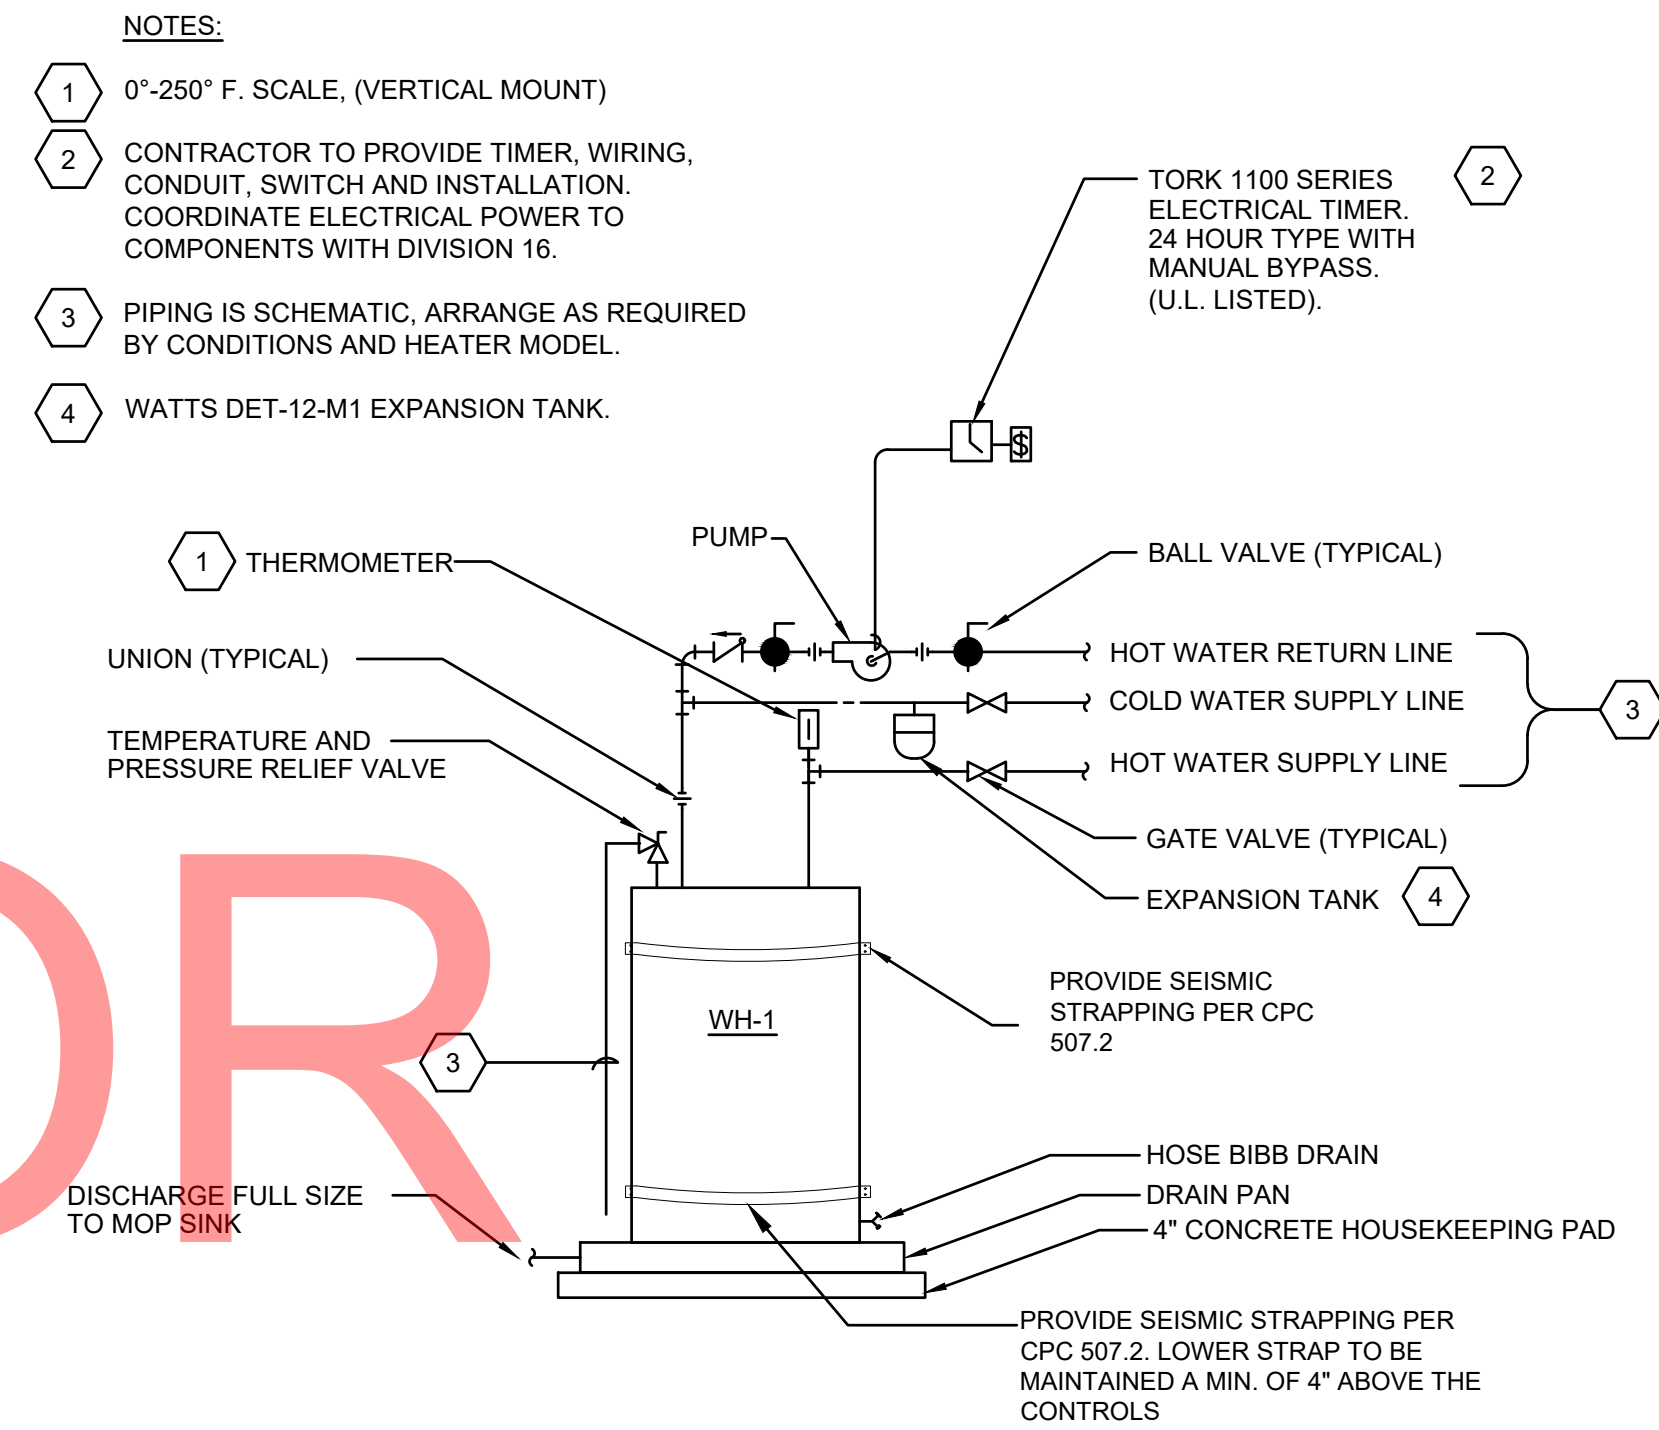 NOTES:
1
0°-250° F. SCALE, (VERTICAL MOUNT)
2
CONTRACTOR TO PROVIDE TIMER, WIRING,
CONDUIT, SWITCH AND INSTALLATION.
COORDINATE ELECTRICAL POWER TO
COMPONENTS WITH DIVISION 16.
3
PIPING IS SCHEMATIC, ARRANGE AS REQUIRED
BY CONDITIONS AND HEATER MODEL.
4
WATTS DET-12-M1 EXPANSION TANK.
TORK 1100 SERIES
ELECTRICAL TIMER.
24 HOUR TYPE WITH
MANUAL BYPASS.
(U.L. LISTED).
2
$
PUMP
1
THERMOMETER
BALL VALVE (TYPICAL)
UNION (TYPICAL)
HOT WATER RETURN LINE
COLD WATER SUPPLY LINE
HOT WATER SUPPLY LINE
3
TEMPERATURE AND
PRESSURE RELIEF VALVE
GATE VALVE (TYPICAL)
EXPANSION TANK
4
PROVIDE SEISMIC
STRAPPING PER CPC
507.2
WH-1
3
OR
HOSE BIBB DRAIN
DRAIN PAN
4" CONCRETE HOUSEKEEPING PAD
DISCHARGE FULL SIZE
TO MOP SINK
PROVIDE SEISMIC STRAPPING PER
CPC 507.2. LOWER STRAP TO BE
MAINTAINED A MIN. OF 4" ABOVE THE
CONTROLS